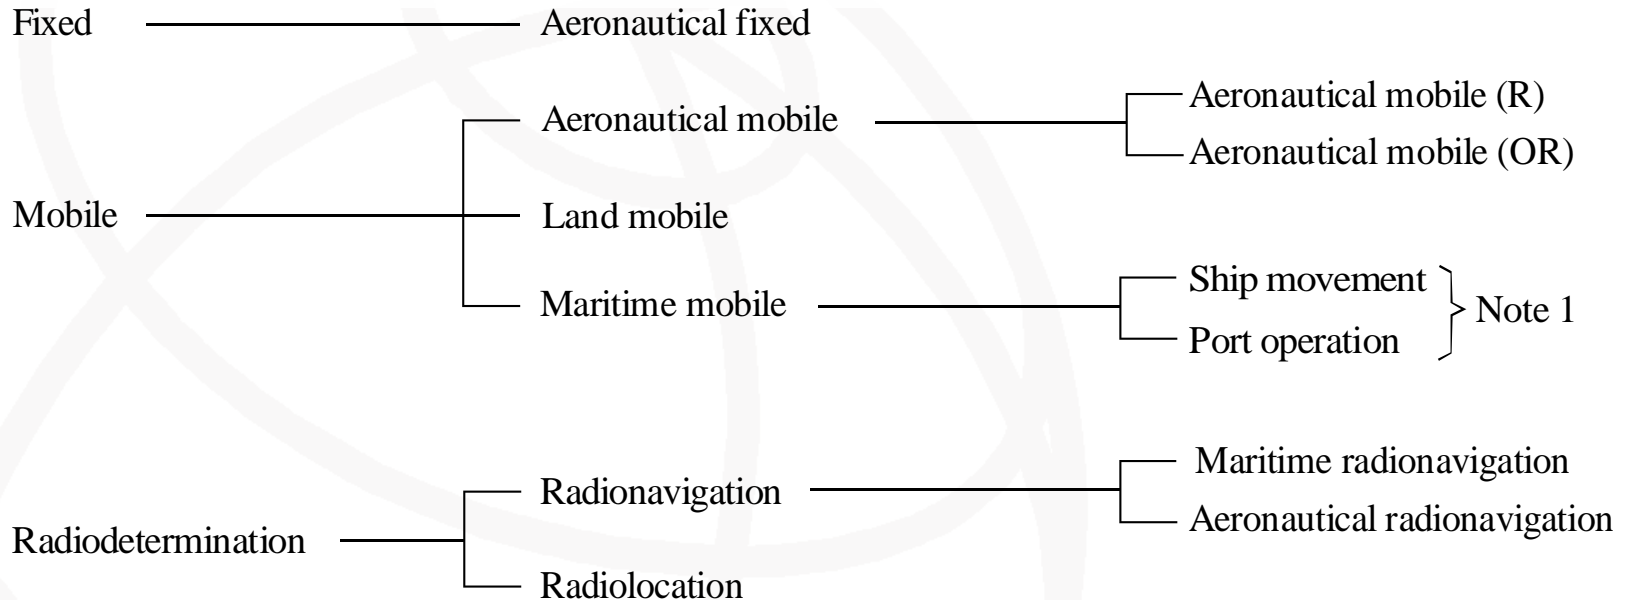 Fixed
Aeronautical fixed
Aeronautical mobile
Aeronautical mobile (R)
Aeronautical mobile (OR)
Mobile
Land mobile
Maritime mobile
Ship movement
Port operation
Note 1
Radiodetermination
Radionavigation
Maritime radionavigation
Aeronautical radionavigation
Radiolocation